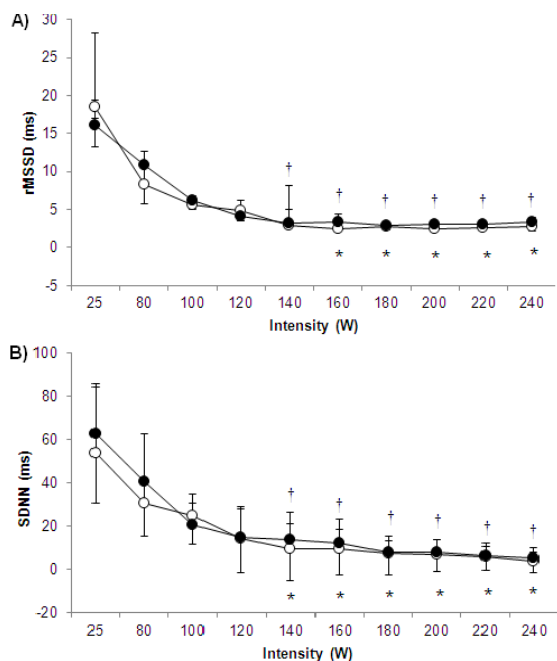 A)
rMSSD (ms)
30
25
20
15
10
5
0
-5
† † † † † †
* * * * *
25 80 100 120 140 160 180 200 220 240
Intensity (W)
B)
SDNN (ms)
100
80
60
40
20
0
-20
† † † † † †
* * * * * *
25 80 100 120 140 160 180 200 220 240
Intensity (W)